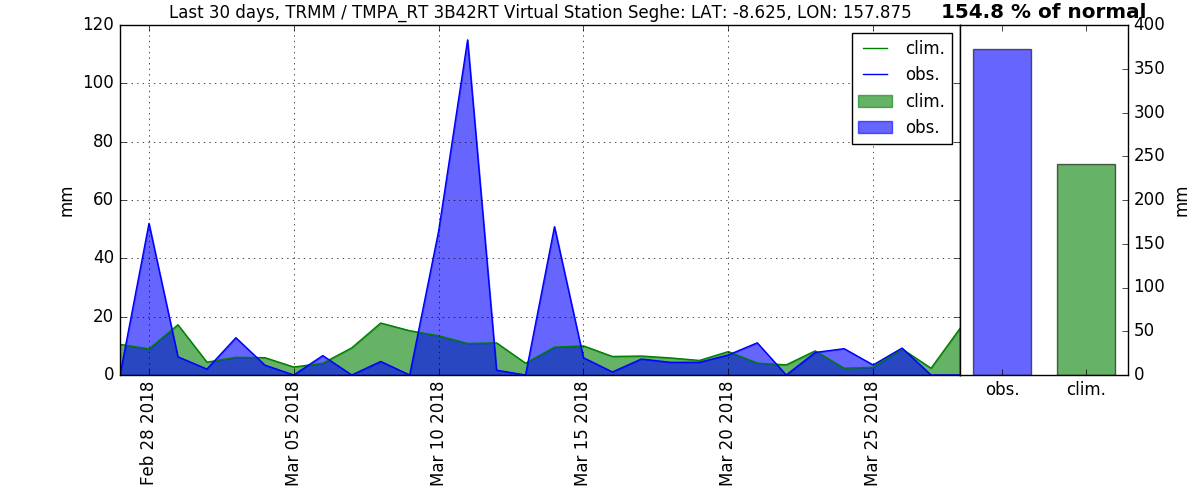 Last 30 days, TRMM / TMPA_RT 3B42RT Virtual Station Seghe: LAT: -8.625, LON: 157.875
154.8 % of normal
120
100
80
60
40
20
0
mm
clim.
obs.
clim.
obs.
Feb 28 2018
Mar 05 2018
Mar 10 2018
Mar 15 2018
Mar 20 2018
Mar 25 2018
400
350
300
250
200
150
100
50
0
mm
obs.
clim.